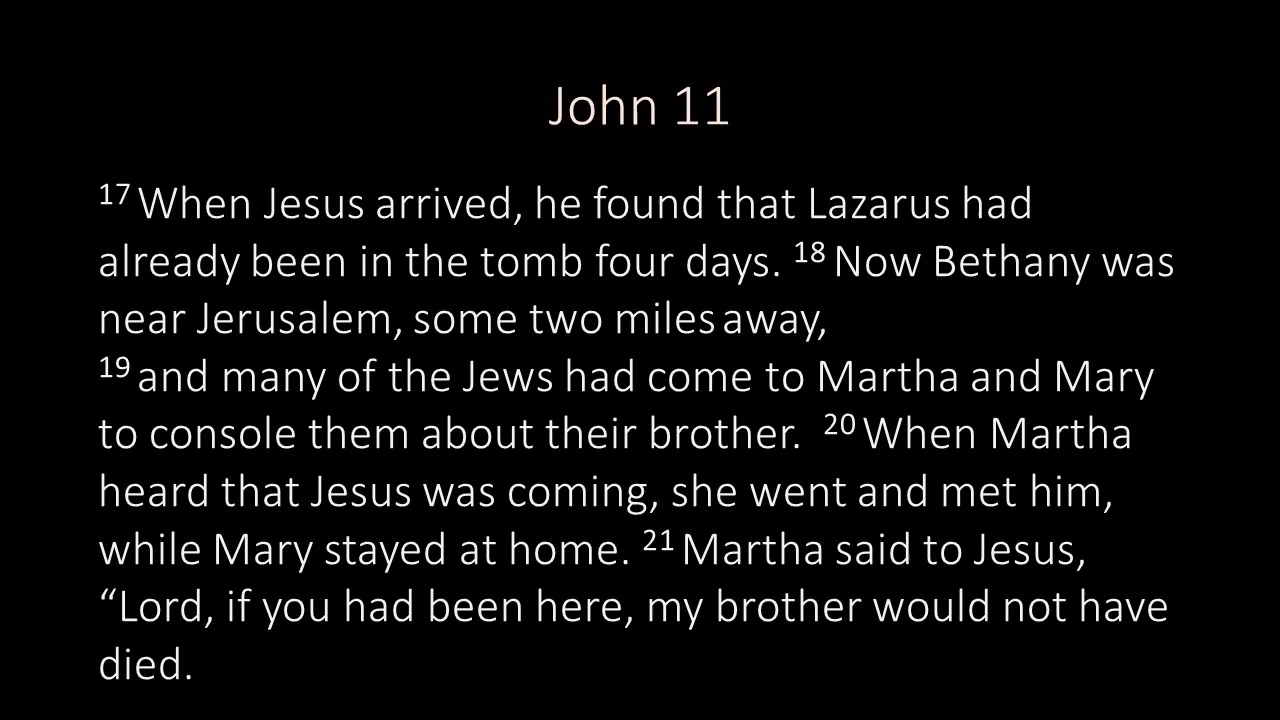 John 11
17 When Jesus arrived, he found that Lazarus had
already been in the tomb four days. 18 Now Bethany was
near Jerusalem, some two miles away,
19 and many of the Jews had come to Martha and Mary
to console them about their brother. 20 When Martha
heard that Jesus was coming, she went and met him,
while Mary stayed at home. 21 Martha said to Jesus,
“Lord, if you had been here, my brother would not have
died.